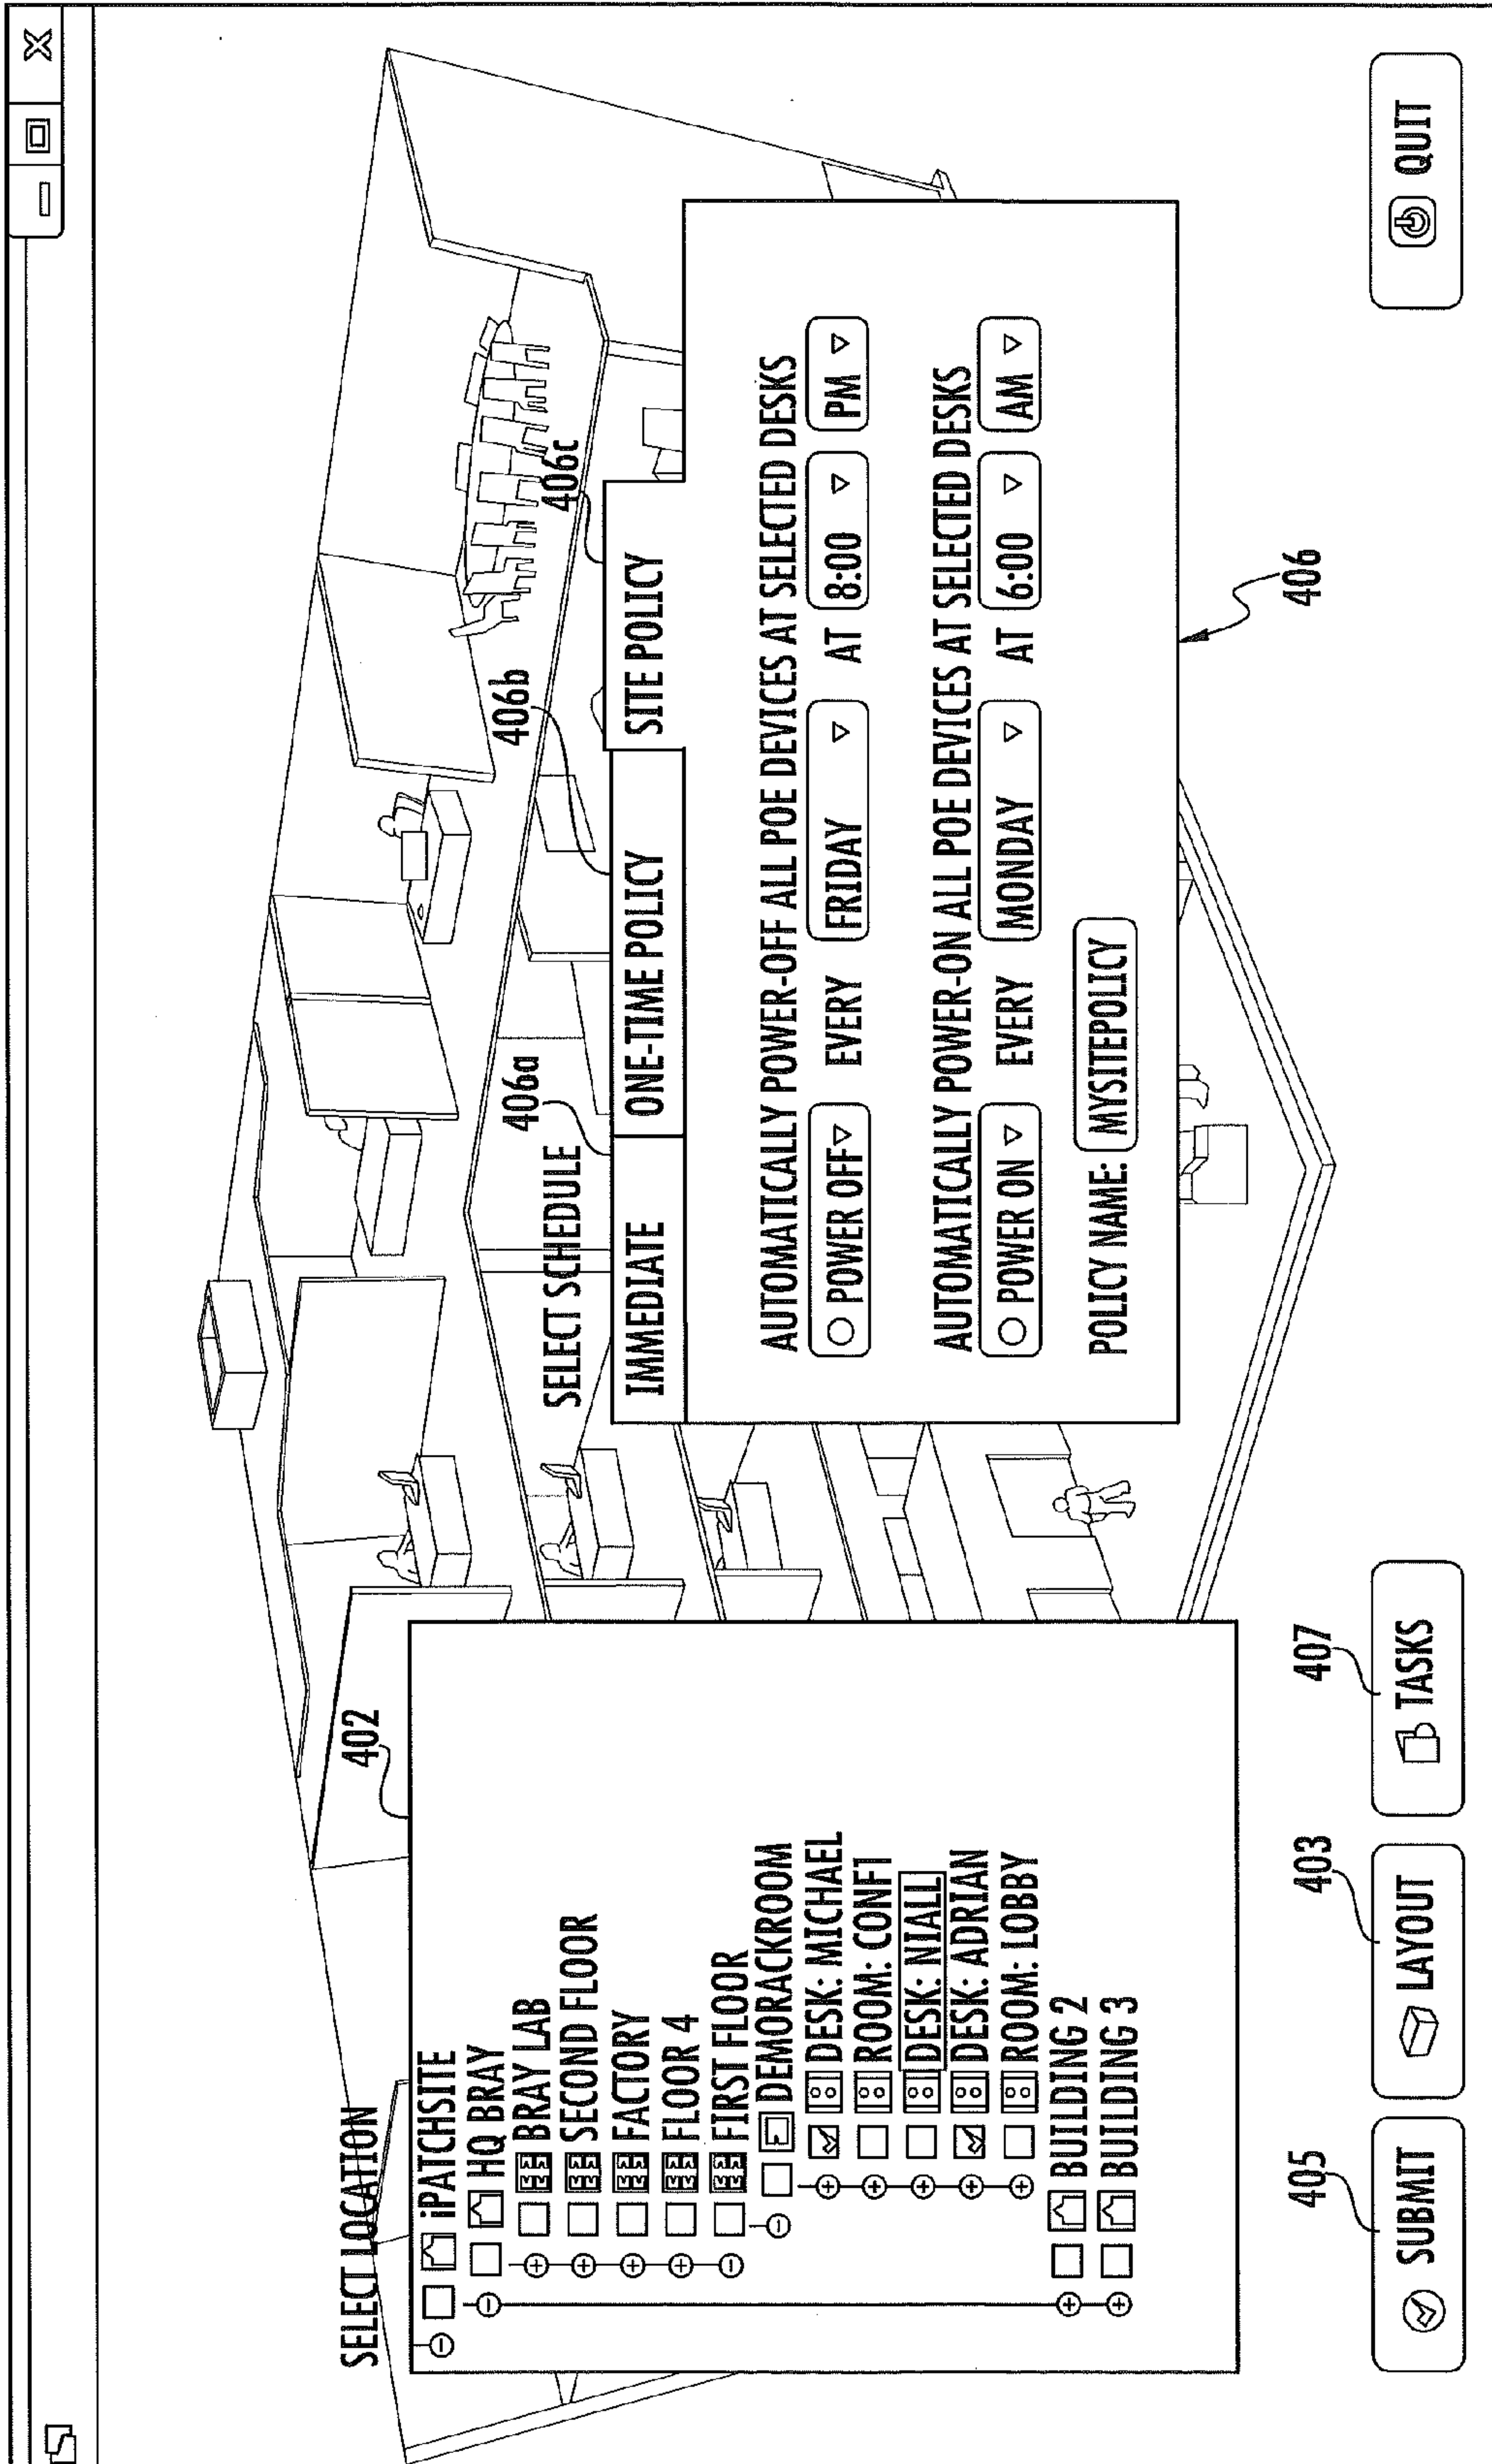 X
SELECT LOCATION
402
iPATCHSITE
HQ BRAY
BRAY LAB
SECOND FLOOR
FACTORY
FLOOR 4
FIRST FLOOR
DEMORACKROOM
DESK: MICHAEL
ROOM: CONF1
DESK: NIALL
DESK: ADRIAN
ROOM: LOBBY
BUILDING 2
BUILDING 3
SELECT SCHEDULE
406a
406b
406c
IMMEDIATE
ONE-TIME POLICY
SITE POLICY
AUTOMATICALLY POWER-OFF ALL POE DEVICES AT SELECTED DESKS
POWER OFF EVERY FRIDAY AT 8:00 PM
AUTOMATICALLY POWER-ON ALL POE DEVICES AT SELECTED DESKS
POWER ON EVERY MONDAY AT 6:00 AM
POLICY NAME: MYSITEPOLICY
406
405
403
407
SUBMIT
LAYOUT
TASKS
QUIT